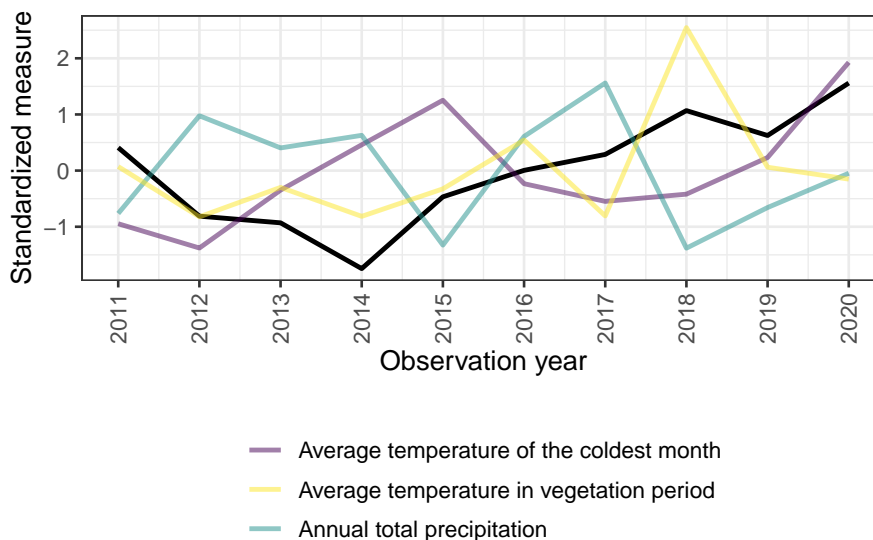 Standardized measure
2
1
0
−1
2011
2012
2013
2014
2015
2016
2017
2018
2019
2020
Observation year
Average temperature of the coldest month
Average temperature in vegetation period
Annual total precipitation